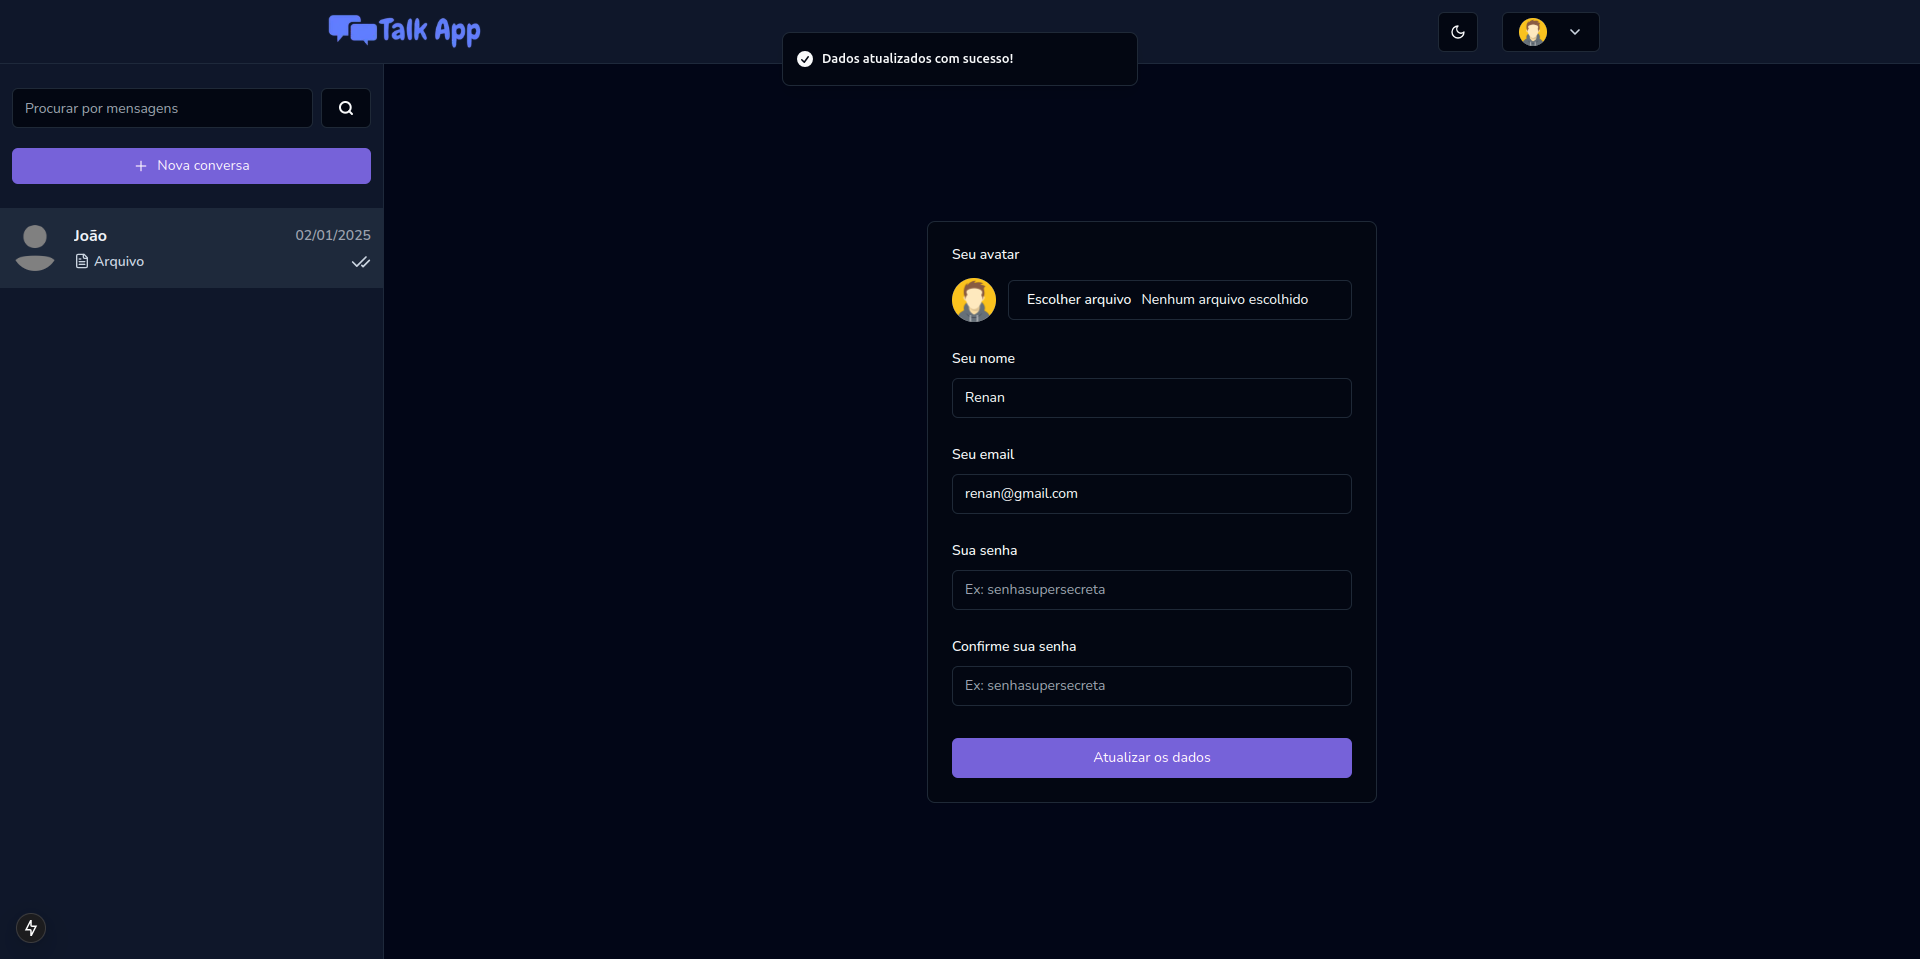 Talk App
Dados atualizados com sucesso!
Procurar por mensagens
Nova conversa
João 02/01/2025
Arquivo
Seu avatar
Escolher arquivo Nenhum arquivo escolhido
Seu nome
Renan
Seu email
renan@gmail.com
Sua senha
Ex: senhasupersecreta
Confirme sua senha
Ex: senhasupersecreta
Atualizar os dados